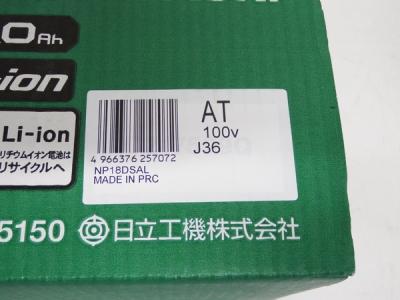 .0Ah
-ion
Li-ion
リチウムイオン電池は
リサイクルへ
AT
100v
J36
4 966376 257072
NP18DSAL
MADE IN PRC
5150 日立工機株式会社